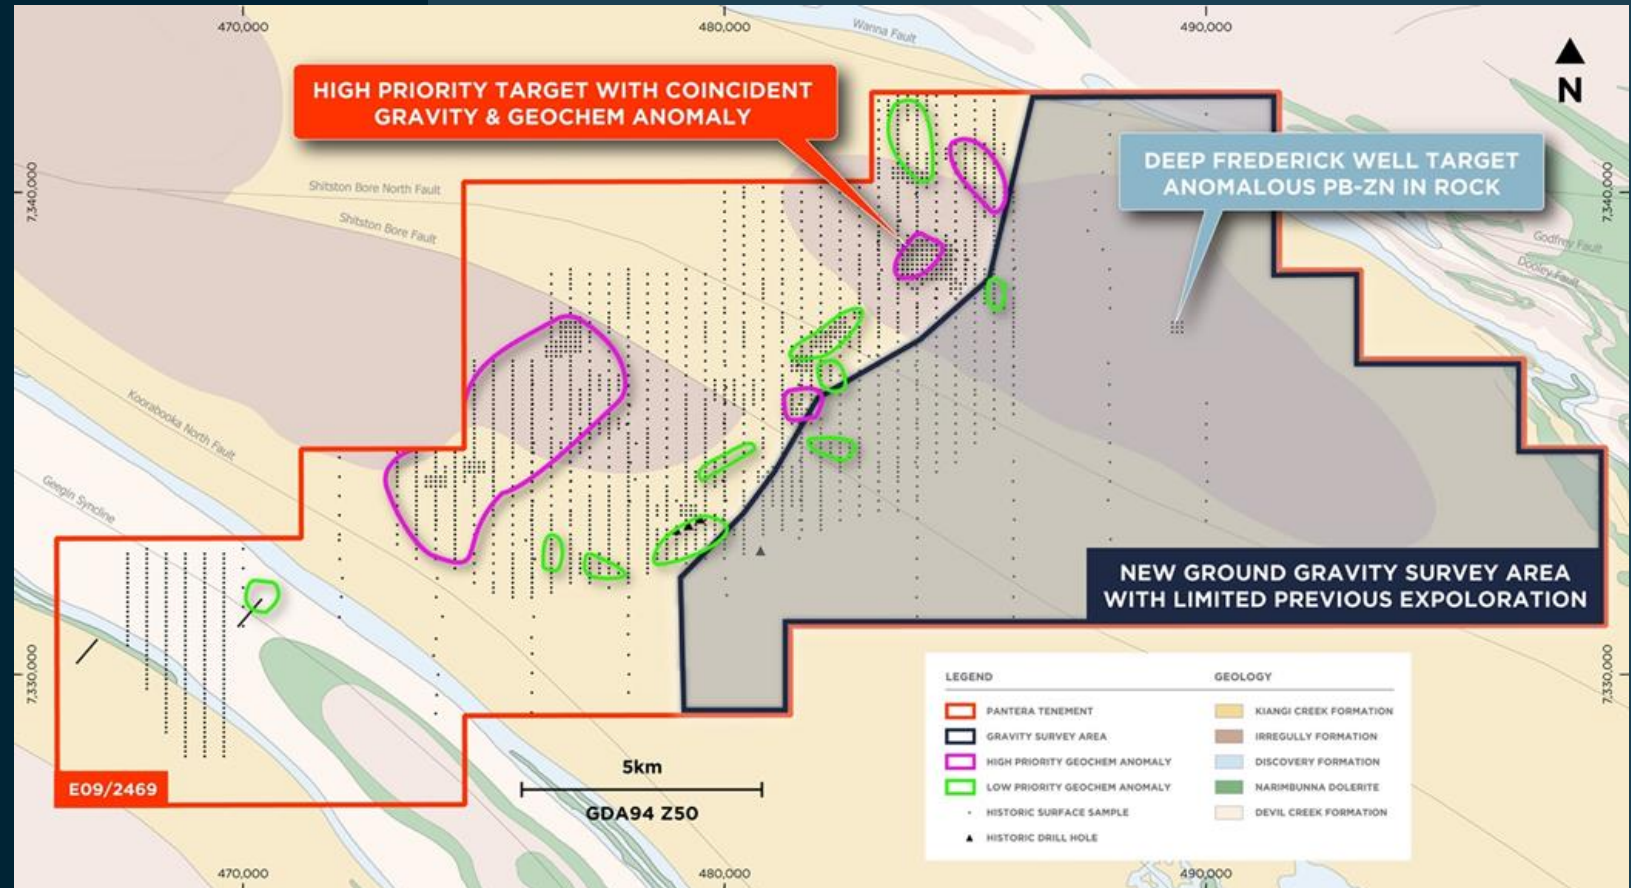 470,000
480,000
490,000
Wanna Fault
N
HIGH PRIORITY TARGET WITH COINCIDENT
GRAVITY & GEOCHEM ANOMALY
DEEP FREDERICK WELL TARGET
ANOMALOUS PB-ZN IN ROCK
7,340,000
7,340,000
Shitston Bore North Fault
Shitston Bore Fault
Godfrey Fault
Dooley Fault
Koorabooka North Fault
Geegin Syncline
NEW GROUND GRAVITY SURVEY AREA
WITH LIMITED PREVIOUS EXPOLORATION
7,330,000
7,330,000
E09/2469
5km
GDA94 Z50
LEGEND
PANTERA TENEMENT
GRAVITY SURVEY AREA
HIGH PRIORITY GEOCHEM ANOMALY
LOW PRIORITY GEOCHEM ANOMALY
HISTORIC SURFACE SAMPLE
HISTORIC DRILL HOLE
GEOLOGY
KIANGI CREEK FORMATION
IRREGULLY FORMATION
DISCOVERY FORMATION
NARIMBUNNA DOLERITE
DEVIL CREEK FORMATION
470,000
480,000
490,000